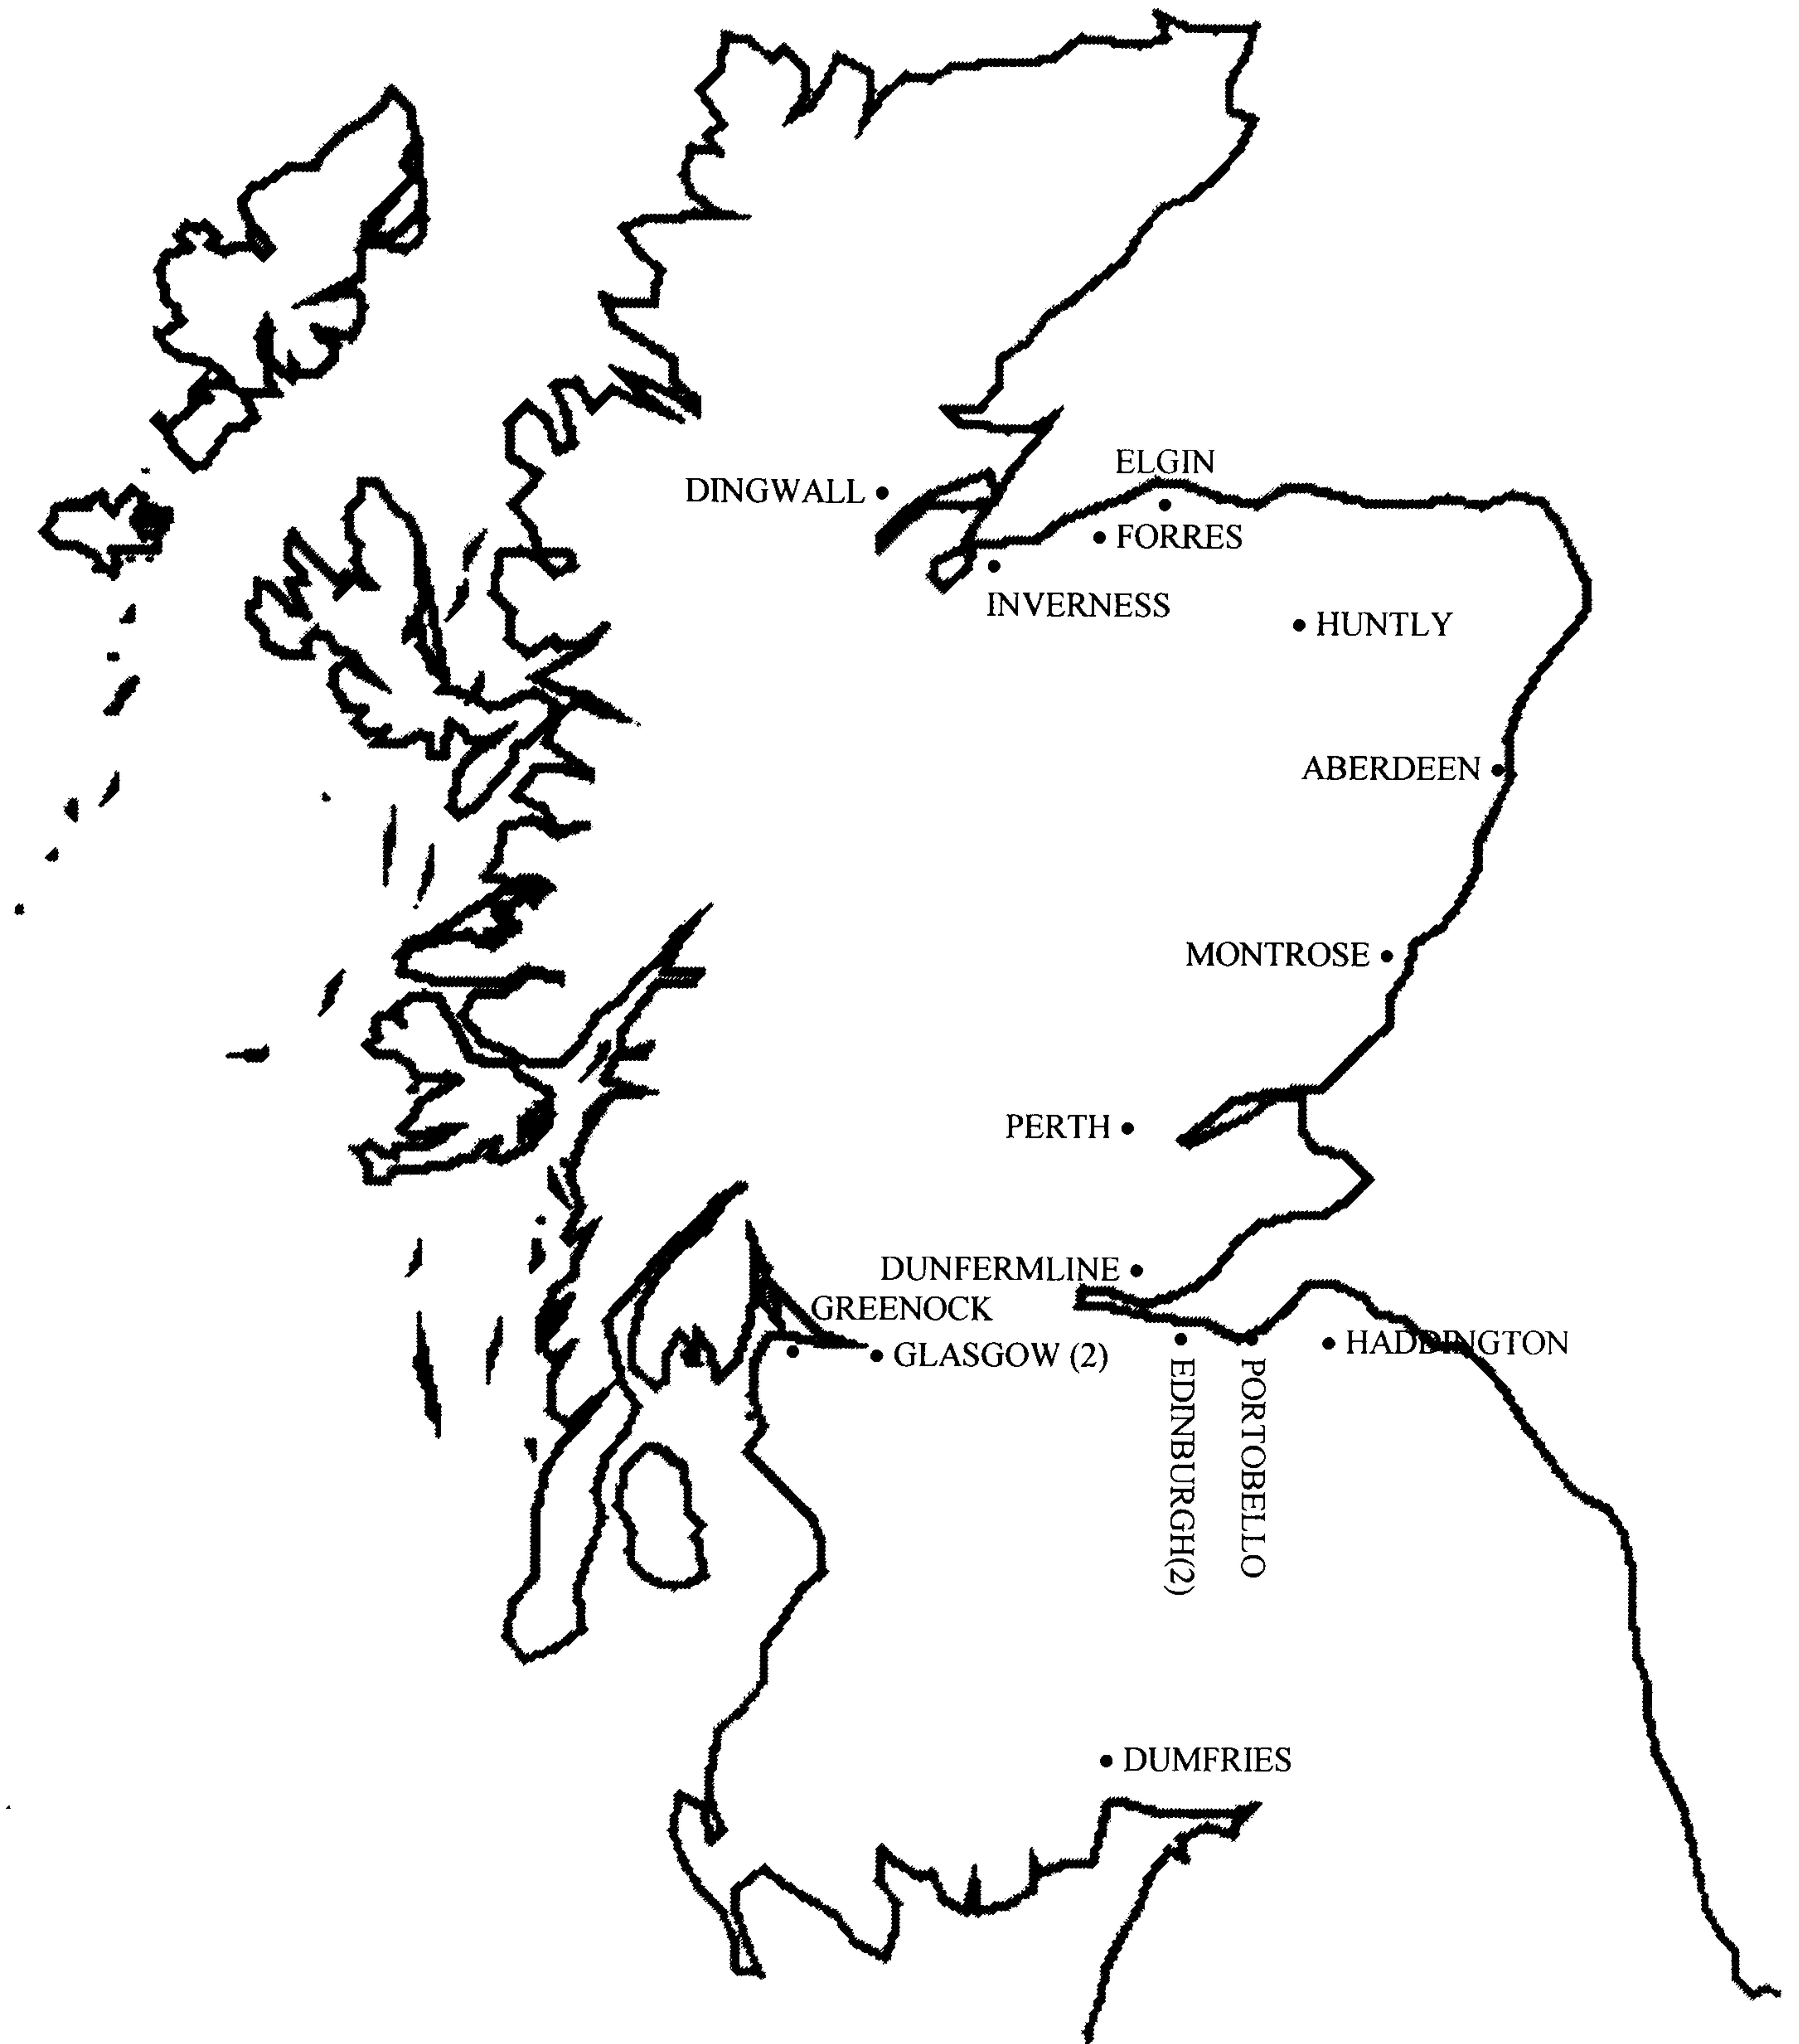 ELGIN
DINGWALL
FORRES
INVERNESS
HUNTLY
ABERDEEN
MONTROSE
PERTH
DUNFERMLINE
GREENOCK
HADDINGTON
GLASGOW (2)
EDINBURGH(2)
PORTOBELLO
DUMFRIES